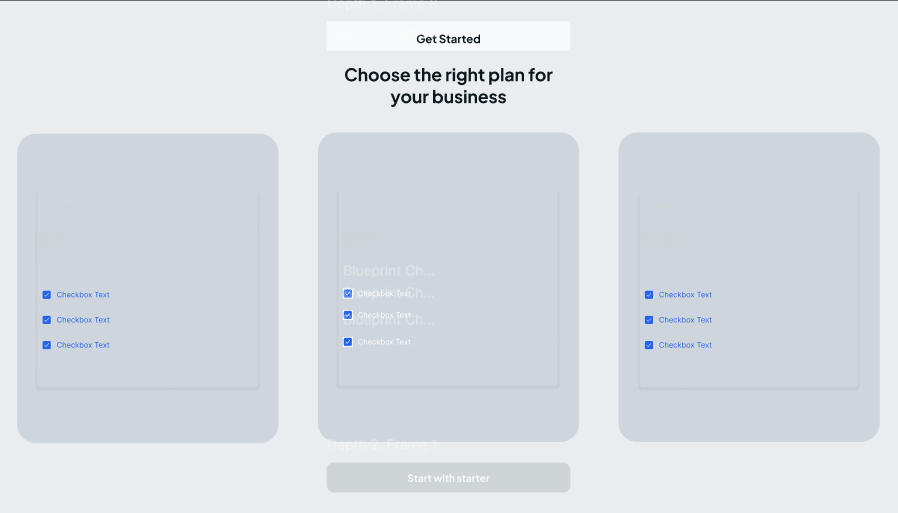 Depth 1, Frame 8
Get Started
Choose the right plan for
your business
Checkbox Text
Checkbox Text
Checkbox Text
Blueprint Ch...
Ch...
Checkbox Text
Checkbox Text
Blueprint Ch...
Checkbox Text
Checkbox Text
Checkbox Text
Checkbox Text
Depth 2, Frame 1
Start with starter